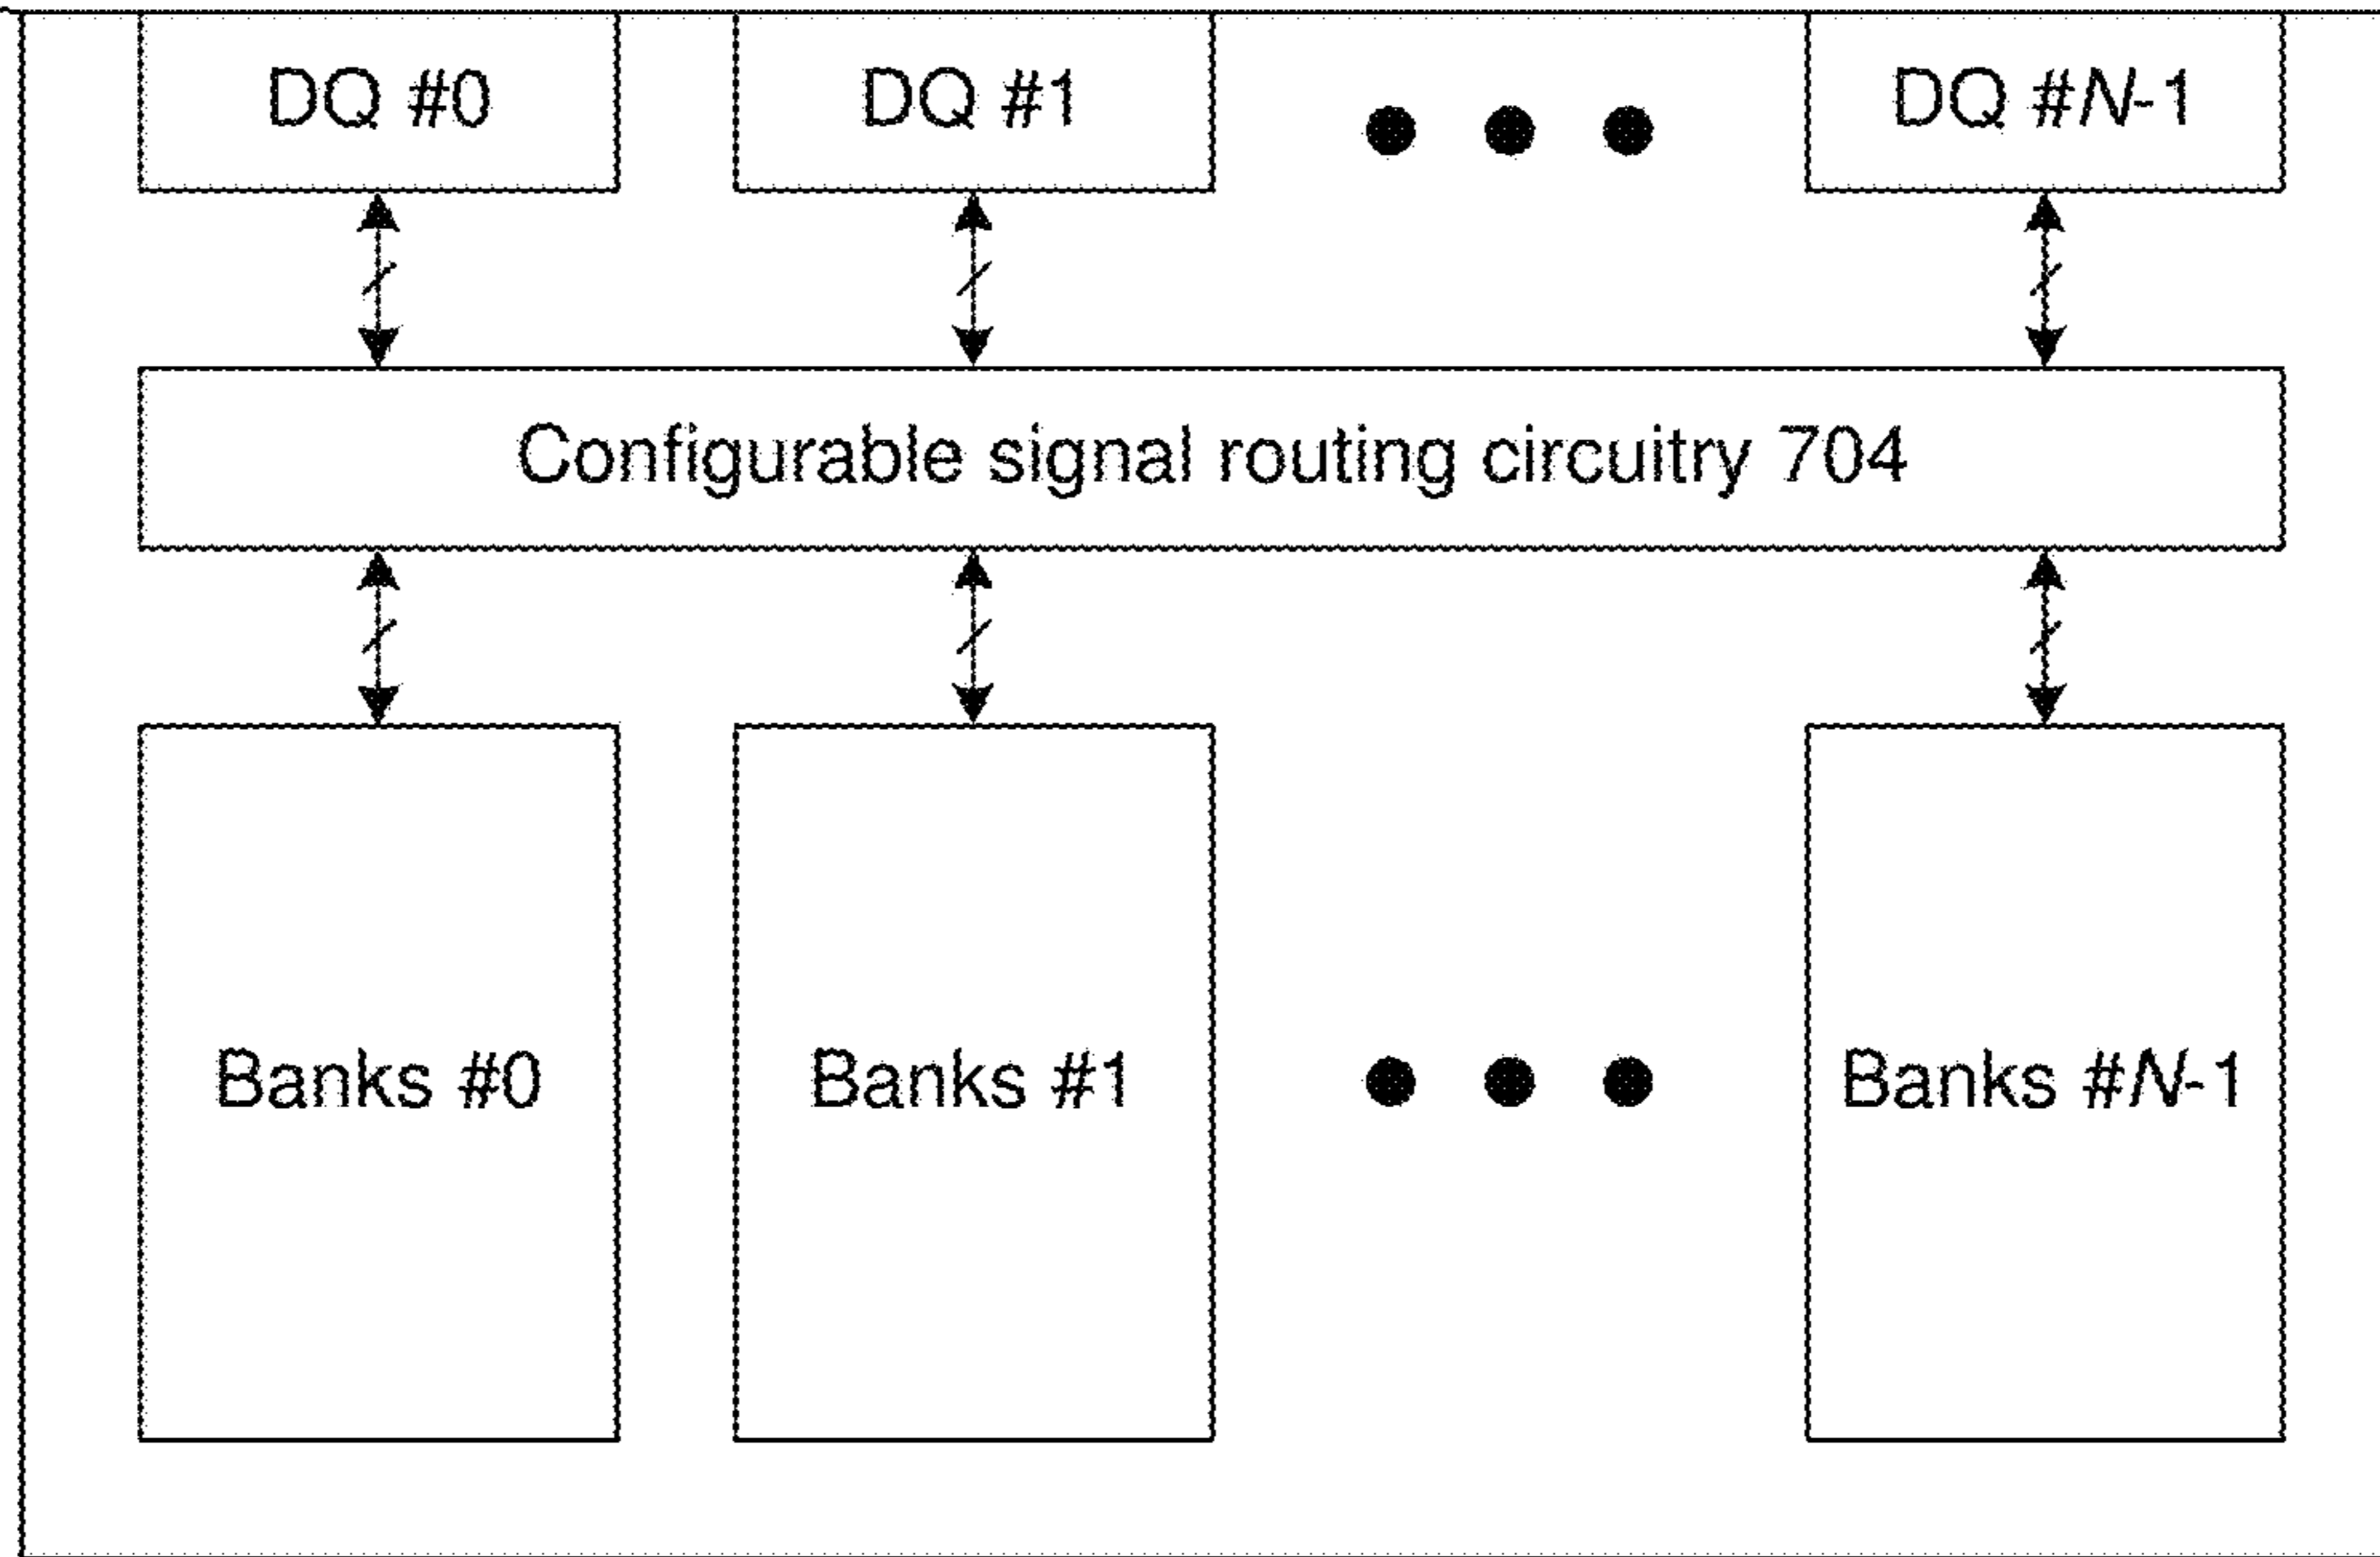 DQ #0
DQ #1
DQ #N-1
Configurable signal routing circuitry 704
Banks #0
Banks #1
Banks #N-1